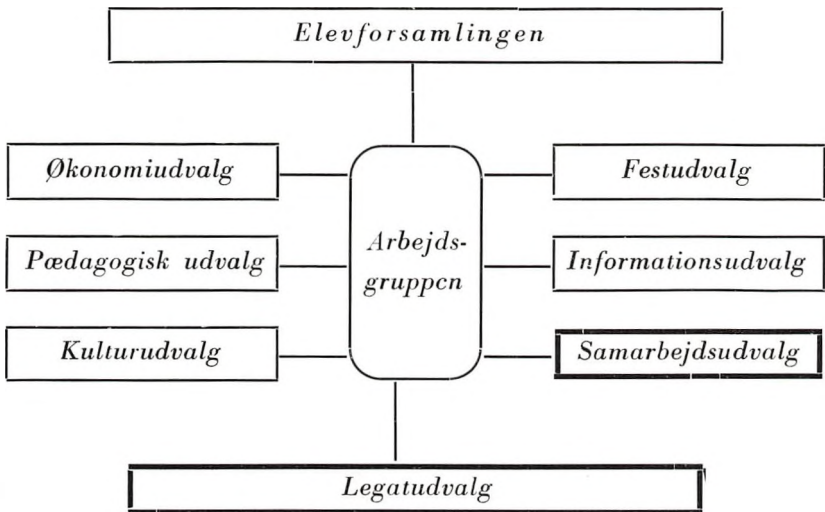 Elevforsamlingen
Økonomiudvalg
Festudvalg
Arbejds-
gruppen
Pædagogisk udvalg
Informationsudvalg
Kulturudvalg
Samarbejdsudvalg
Legatudvalg